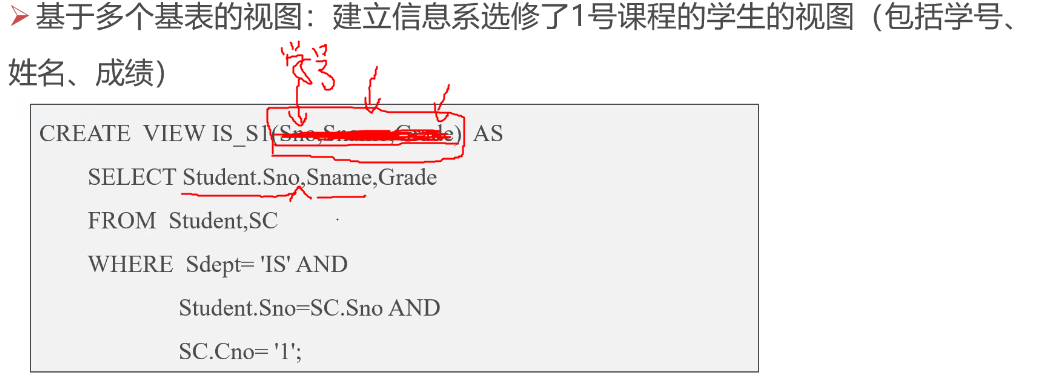 ➢基于多个基表的视图：建立信息系选修了1号课程的学生的视图（包括学号、
姓名、成绩）
学号
CREATE VIEW IS_S1(Sno,Sname,Grade) AS
SELECT Student.Sno,Sname,Grade
FROM Student,SC
WHERE Sdept= 'IS' AND
Student.Sno=SC.Sno AND
SC.Cno= '1';